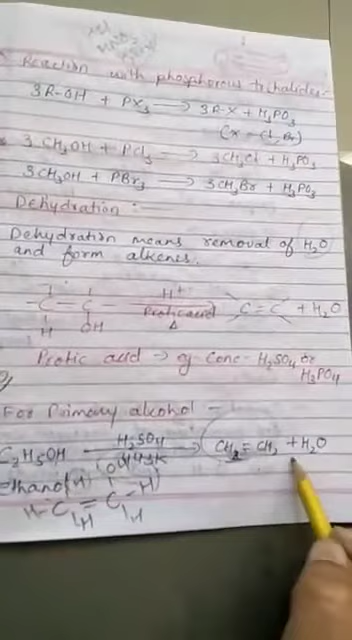 Reaction with phosphorous trihalides:-
3R-OH + PX₃ → 3R-X + H₃PO₃
(X - Cl, Br)
3 CH₃OH + PCl₃ → 3CH₃Cl + H₃PO₃
3CH₃OH + PBr₃ → 3CH₃Br + H₃PO₃
Dehydration :-
Dehydration means removal of H₂O
and form alkenes.
-C-C- H⁺ → C=C + H₂O
H OH Protic acid Δ
Protic acid → eg conc- H₂SO₄ or
H₃PO₄
For Primary alcohol -
C₂H₅OH H₂SO₄ → CH₂=CH₂ + H₂O
443K
ethanol
H-C=C-H
H H